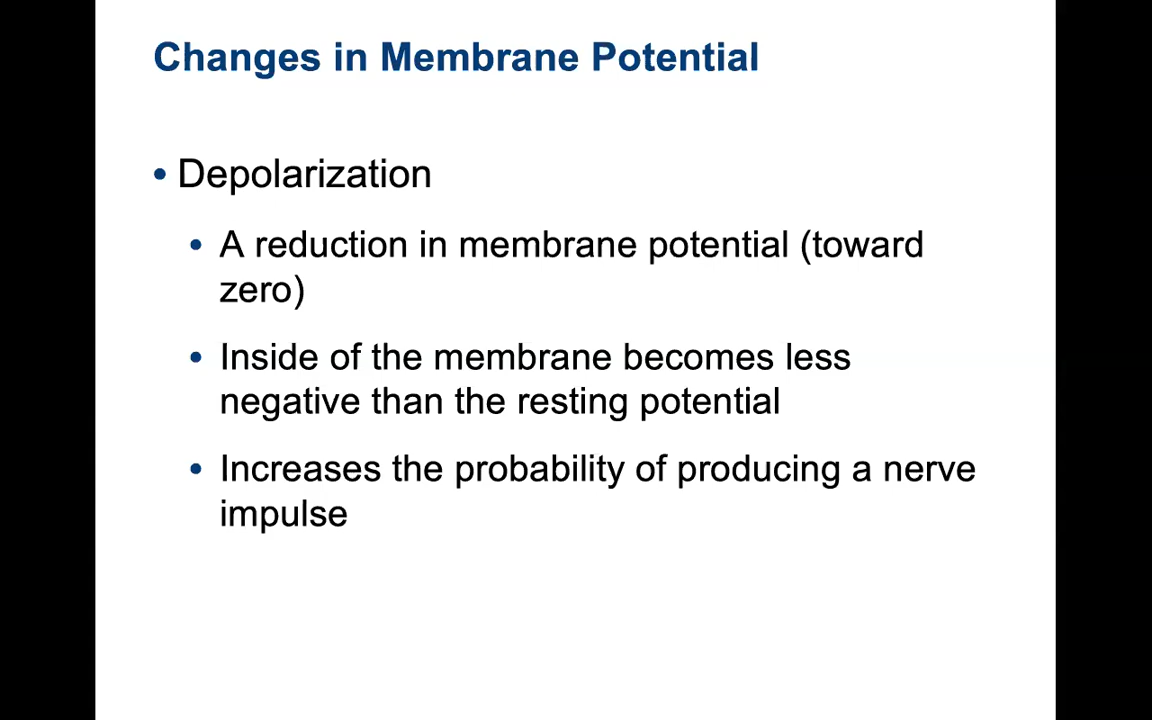 Changes in Membrane Potential
• Depolarization
• A reduction in membrane potential (toward
zero)
• Inside of the membrane becomes less
negative than the resting potential
• Increases the probability of producing a nerve
impulse